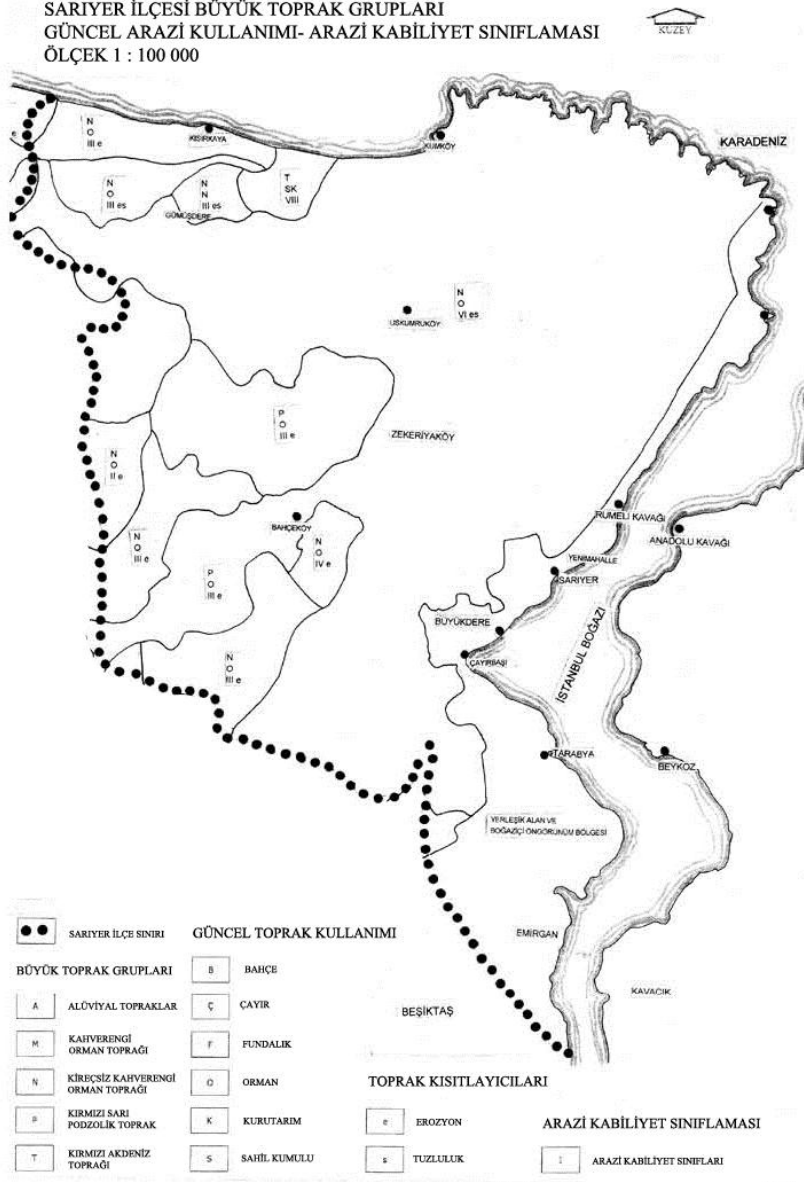 SARIYER İLÇESİ BÜYÜK TOPRAK GRUPLARI
GÜNCEL ARAZİ KULLANIMI- ARAZİ KABİLİYET SINIFLAMASI
ÖLÇEK 1 : 100 000
KUZEY
e
N
O
III e
KISIRKAYA
KUMKÖY
KARADENİZ
N
O
III es
GÜMÜŞDERE
N
N
III es
T
SK
VIII
USKUMRUKÖY
N
O
VI es
P
O
III e
ZEKERİYAKÖY
N
O
II e
BAHÇEKÖY
N
O
III e
P
O
III e
N
O
IV e
N
O
III e
RUMELİ KAVAĞI
ANADOLU KAVAĞI
YENİMAHALLE
SARIYER
BÜYÜKDERE
ÇAYIRBAŞI
İSTANBUL BOĞAZI
TARABYA
BEYKOZ
YERLEŞİK ALAN VE
BOĞAZİÇİ ÖNGÖRÜNÜM BÖLGESİ
EMİRGAN
KAVACIK
BEŞİKTAŞ
SARIYER İLÇE SINIRI
BÜYÜK TOPRAK GRUPLARI
A ALÜVİYAL TOPRAKLAR
M KAHVERENGİ
ORMAN TOPRAĞI
N KİREÇSİZ KAHVERENGİ
ORMAN TOPRAĞI
P KIRMIZI SARI
PODZOLİK TOPRAK
T KIRMIZI AKDENİZ
TOPRAĞI
GÜNCEL TOPRAK KULLANIMI
B BAHÇE
Ç ÇAYIR
F FUNDALIK
O ORMAN
K KURUTARIM
S SAHİL KUMULU
TOPRAK KISITLAYICILARI
e EROZYON
s TUZLULUK
ARAZİ KABİLİYET SINIFLAMASI
I ARAZİ KABİLİYET SINIFLARI